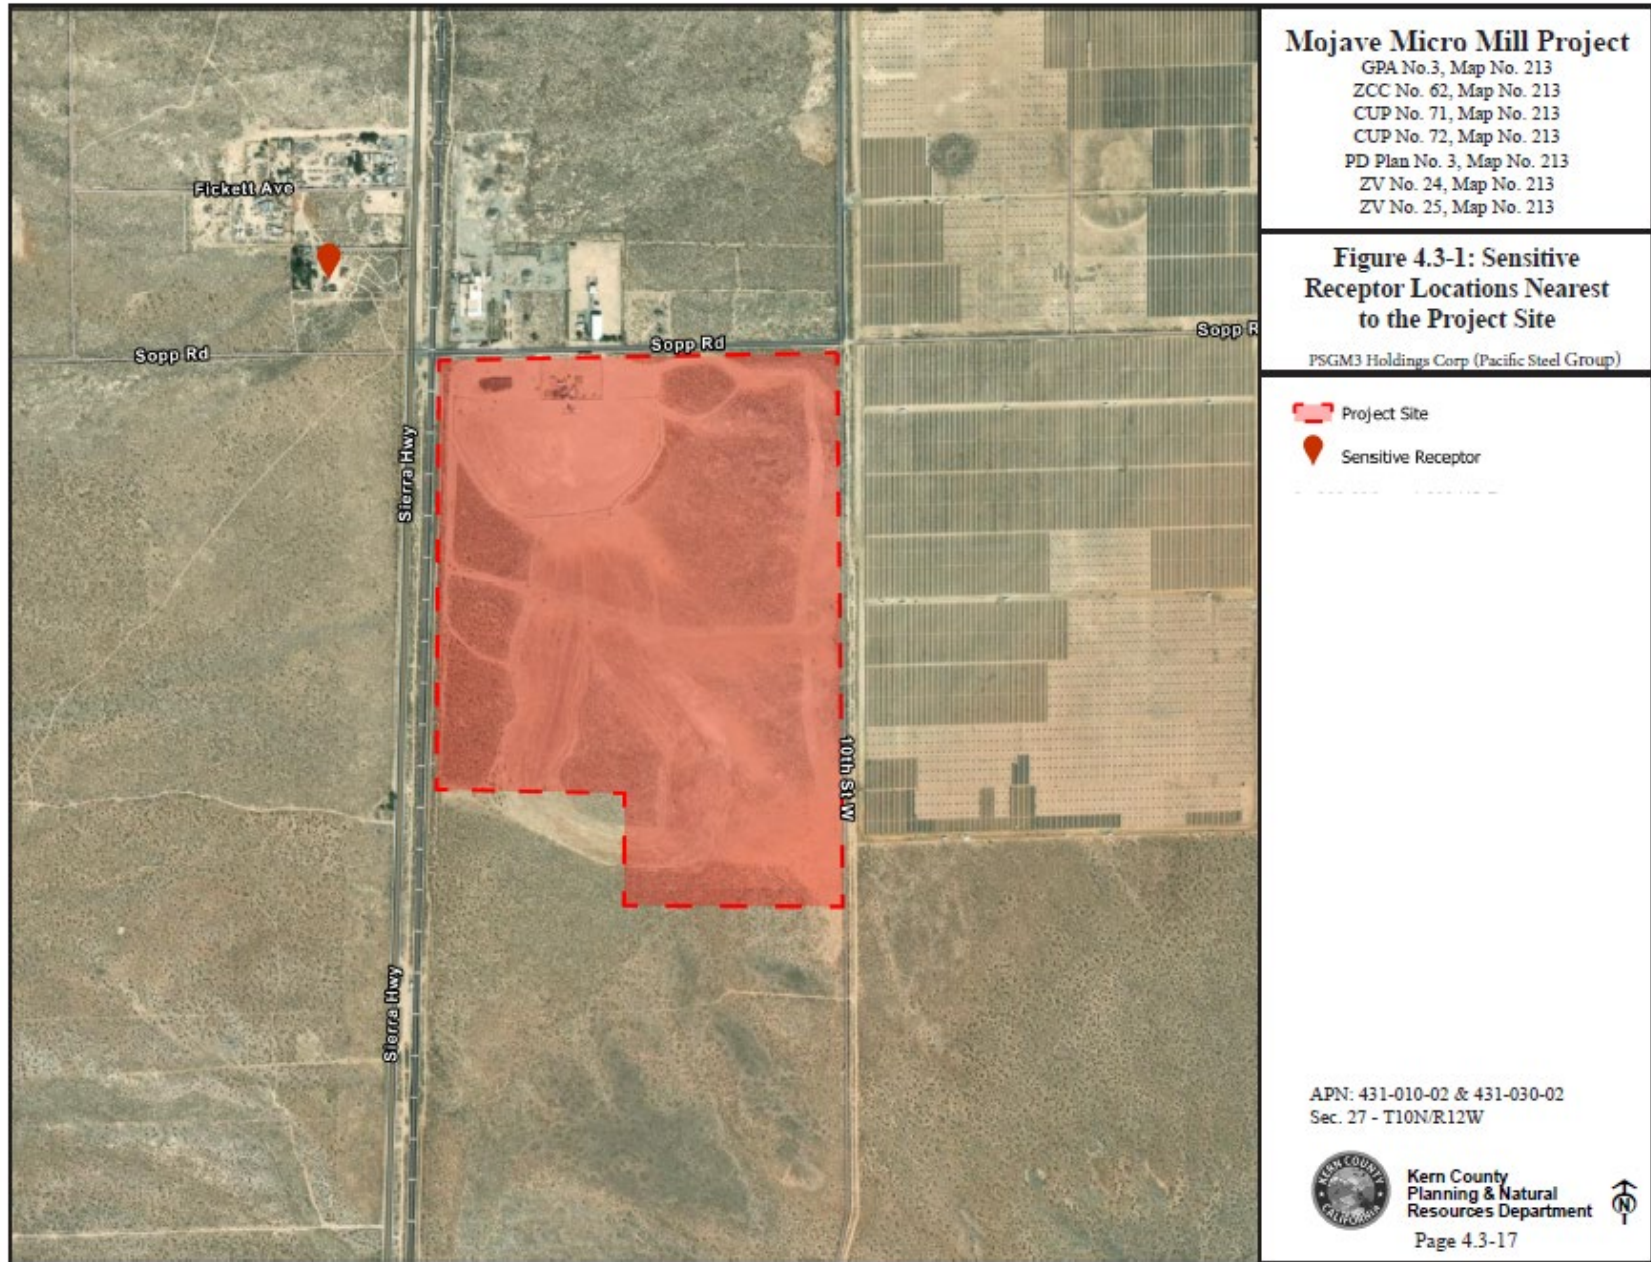 Mojave Micro Mill Project
GPA No.3, Map No. 213
ZCC No. 62, Map No. 213
CUP No. 71, Map No. 213
CUP No. 72, Map No. 213
PD Plan No. 3, Map No. 213
ZV No. 24, Map No. 213
ZV No. 25, Map No. 213
Figure 4.3-1: Sensitive
Receptor Locations Nearest
to the Project Site
PSGM3 Holdings Corp (Pacific Steel Group)
Project Site
Sensitive Receptor
Fickett Ave
Sopp Rd
Sopp Rd
Sopp R
Sierra Hwy
10th St W
Sierra Hwy
APN: 431-010-02 & 431-030-02
Sec. 27 - T10N/R12W
KERN COUNTY
CALIFORNIA
Kern County
Planning & Natural
Resources Department
N
Page 4.3-17